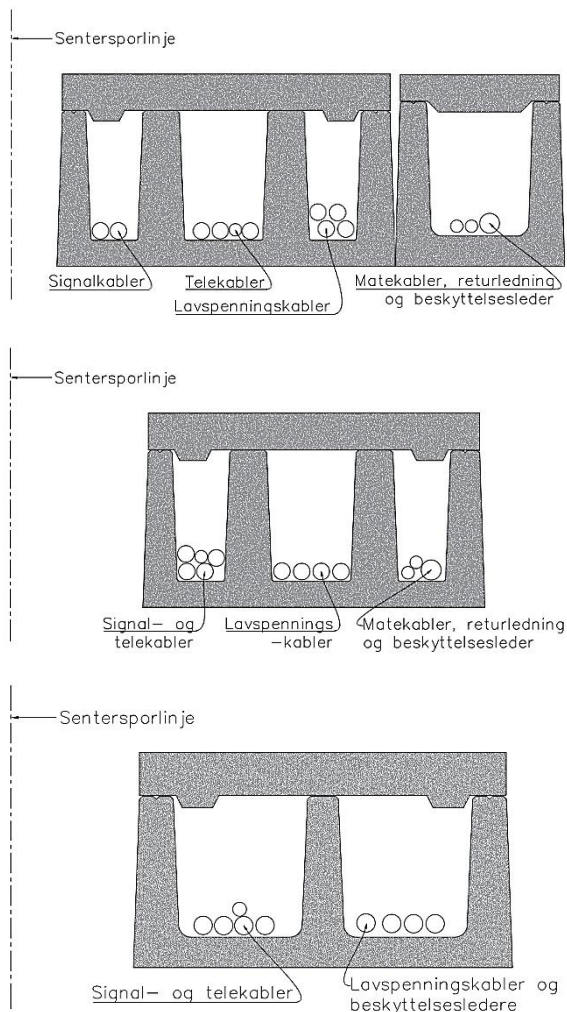 Sentersporlinje
Signalkabler
Telekabler
Lavspenningskabler
Matekabler, returledning
og beskyttelsesleder
Sentersporlinje
Signal- og
telekabler
Lavspennings
-kabler
Matekabler, returledning
og beskyttelsesleder
Sentersporlinje
Signal- og telekabler
Lavspenningskabler og
beskyttelsesledere